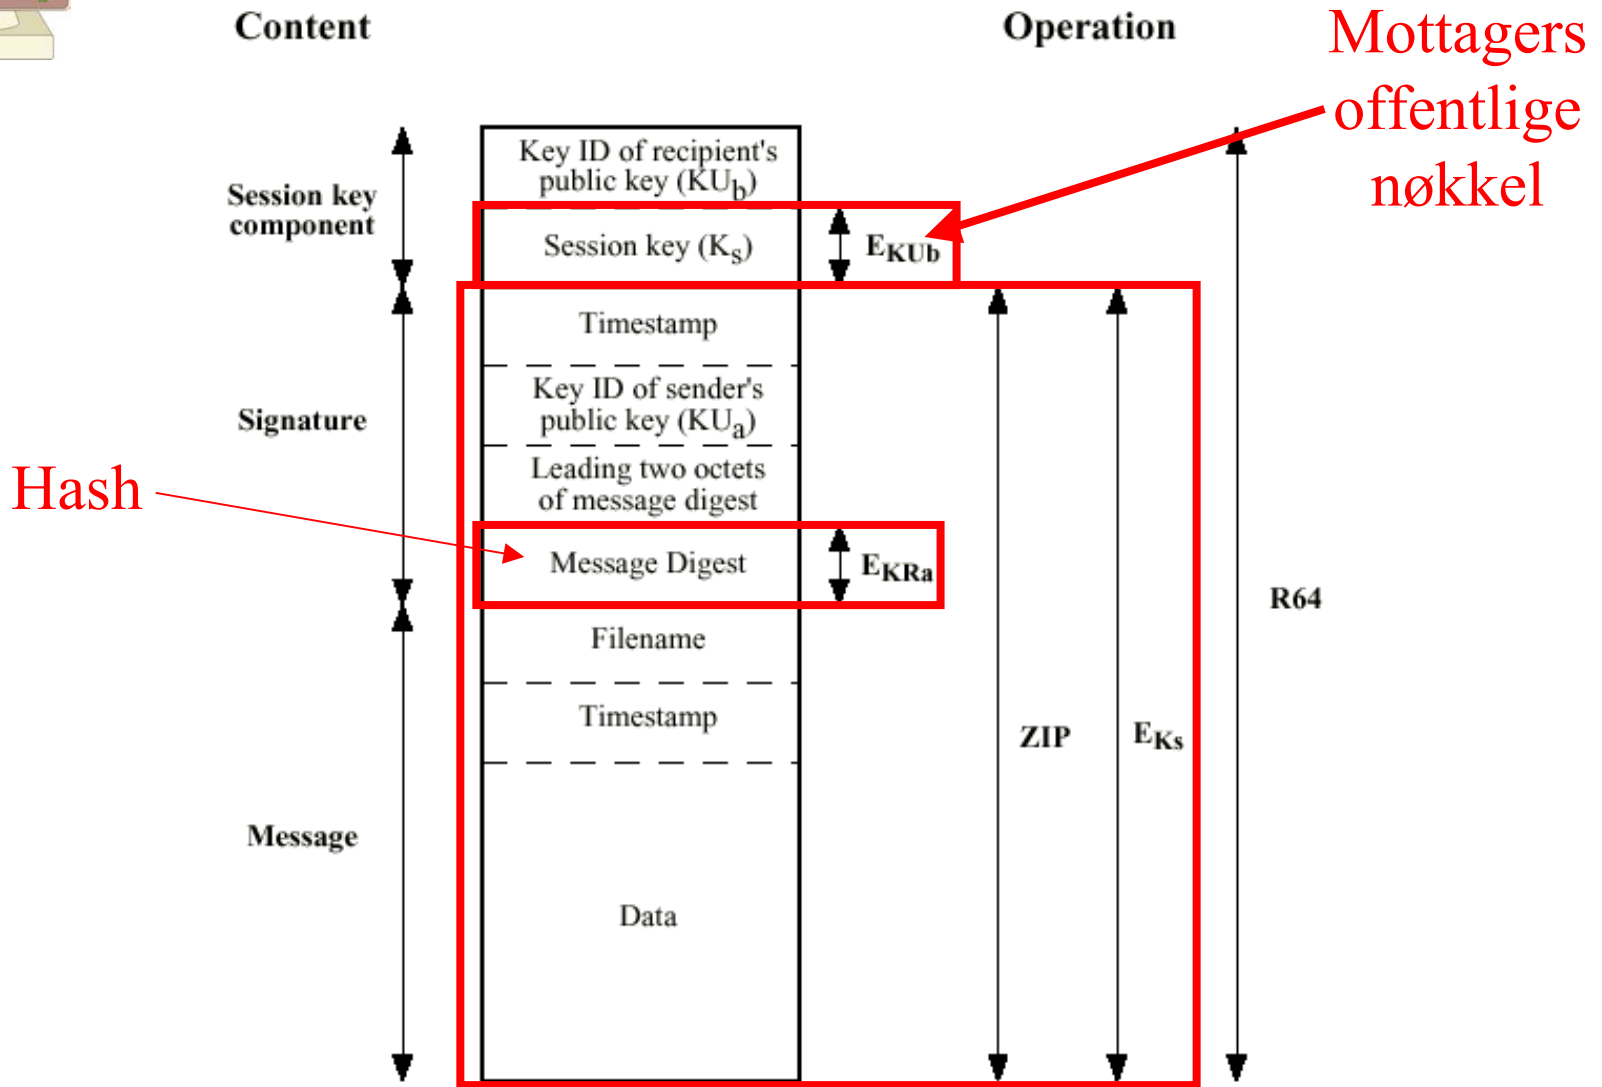 Content
Operation
Mottagers
offentlige
nøkkel
Key ID of recipient's
public key (KUb)
Session key
component
Session key (Ks)
EKUb
Timestamp
Key ID of sender's
public key (KUa)
Signature
Leading two octets
of message digest
Hash
Message Digest
EKRa
R64
Filename
Timestamp
ZIP
EKs
Message
Data